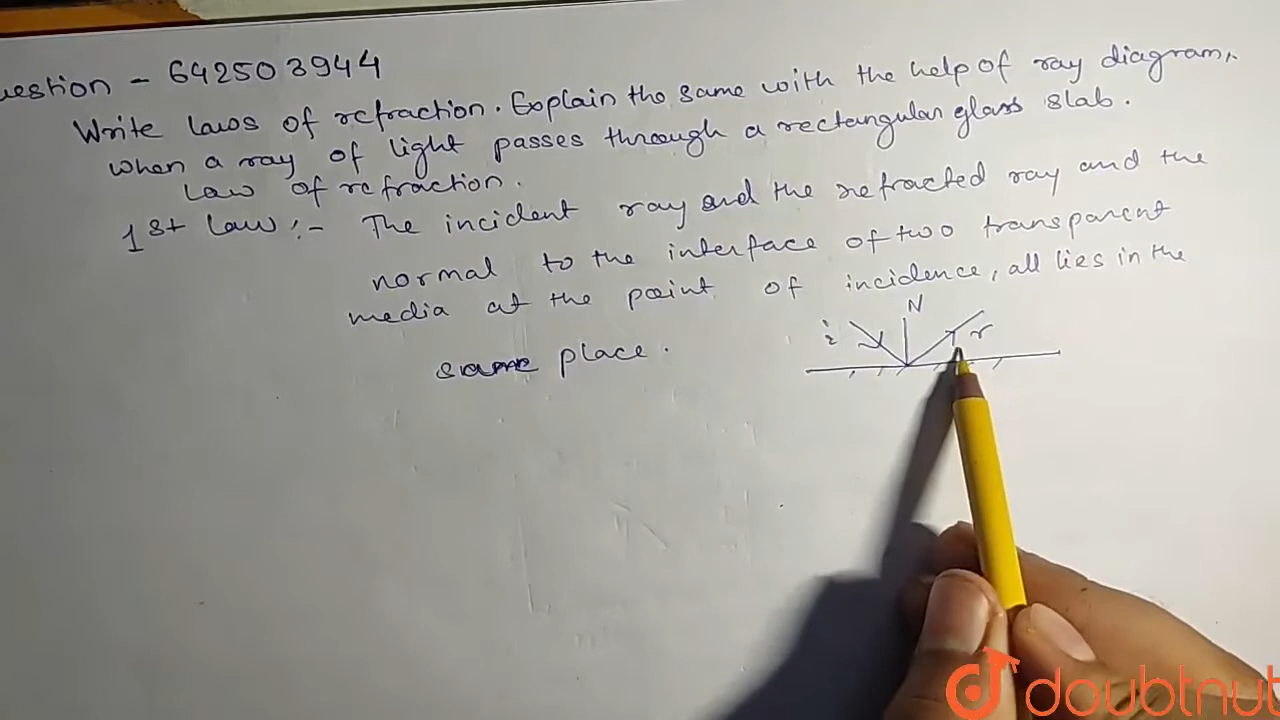 uestion - 642503944
Write laws of refraction. Explain the same with the help of ray diagram,
when a ray of light passes through a rectangular glass slab.
Law of refraction.
1st law :- The incident ray and the refracted ray and the
normal to the interface of two transparent
media at the point of incidence, all lies in the
same place.
N
i
r
doubtnut